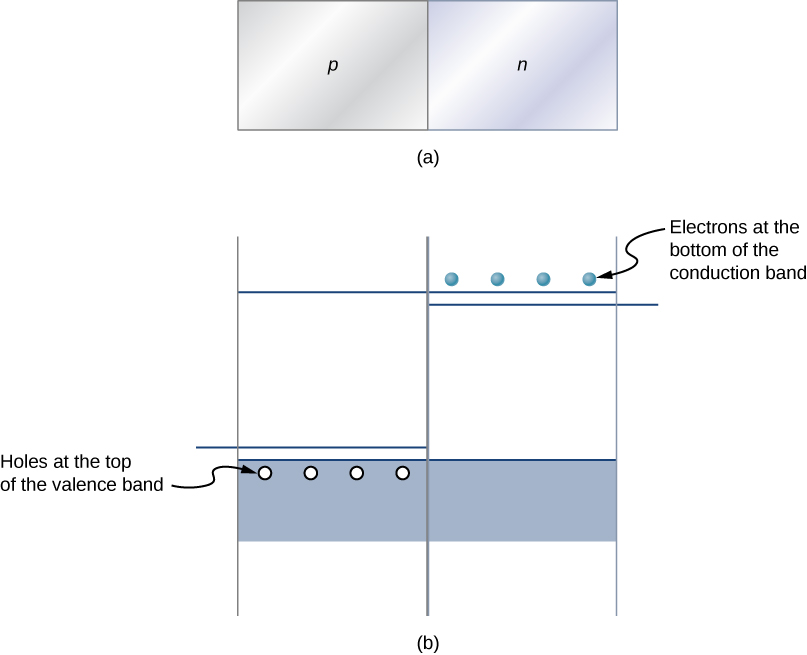 p
n
(a)
Electrons at the
bottom of the
conduction band
Holes at the top
of the valence band
(b)